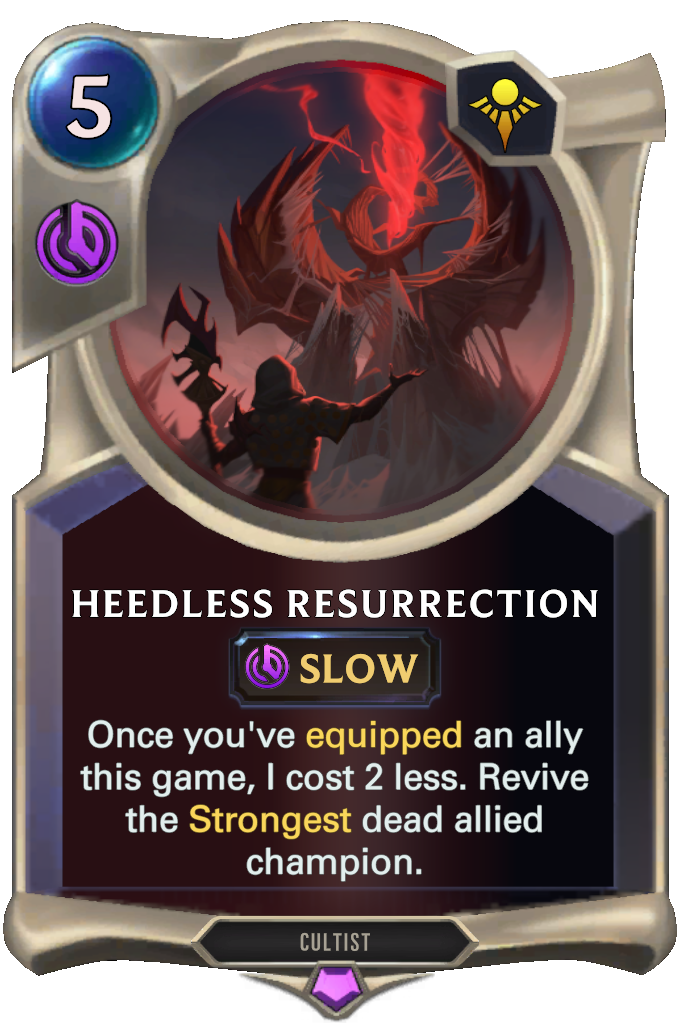 5
HEEDLESS RESURRECTION
SLOW
Once you've equipped an ally
this game, I cost 2 less. Revive
the Strongest dead allied
champion.
CULTIST